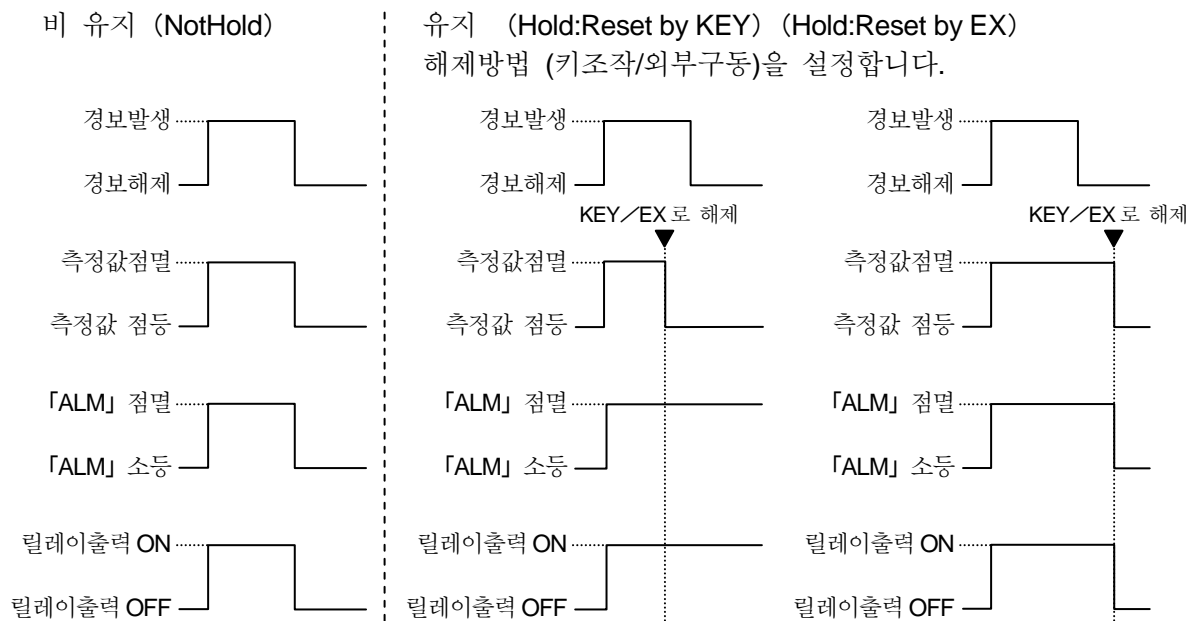 비 유지（NotHold）
유지 （Hold:Reset by KEY）（Hold:Reset by EX）
해제방법 (키조작/외부구동)을 설정합니다.
경보발생
경보해제
측정값점멸
측정값 점등
「ALM」 점멸
「ALM」 소등
릴레이출력 ON
릴레이출력 OFF
경보발생
경보해제
KEY／EX 로 해제
측정값점멸
측정값 점등
「ALM」 점멸
「ALM」 소등
릴레이출력 ON
릴레이출력 OFF
경보발생
경보해제
KEY／EX 로 해제
측정값점멸
측정값 점등
「ALM」 점멸
「ALM」 소등
릴레이출력 ON
릴레이출력 OFF